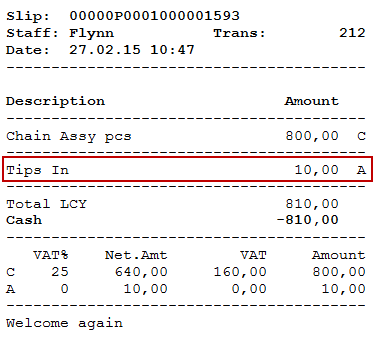 Slip: 00000P0001000001593
Staff: Flynn Trans: 212
Date: 27.02.15 10:47
----------------------------------------
Description Amount
----------------------------------------
Chain Assy pcs 800,00 C
----------------------------------------
Tips In 10,00 A
----------------------------------------
Total LCY 810,00
Cash -810,00
----------------------------------------
VAT% Net.Amt VAT Amount
C 25 640,00 160,00 800,00
A 0 10,00 0,00 10,00
----------------------------------------
Welcome again